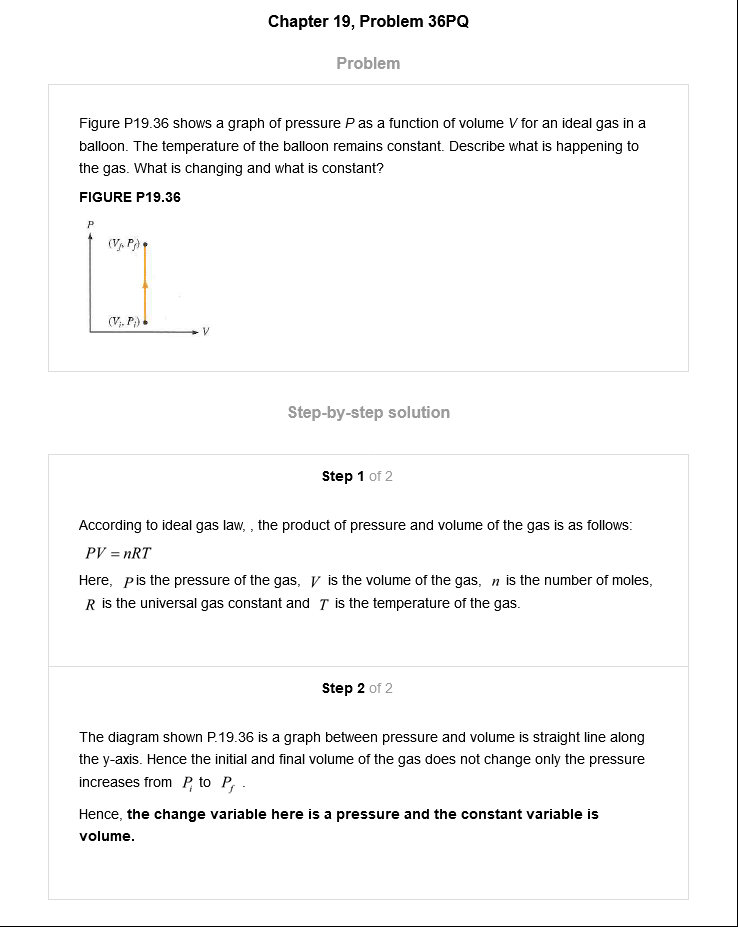 Chapter 19, Problem 36PQ
Problem
Figure P19.36 shows a graph of pressure P as a function of volume V for an ideal gas in a
balloon. The temperature of the balloon remains constant. Describe what is happening to
the gas. What is changing and what is constant?
FIGURE P19.36
P
(Vf, Pf)
(Vi, Pi)
V
Step-by-step solution
Step 1 of 2
According to ideal gas law, , the product of pressure and volume of the gas is as follows:
PV = nRT
Here, P is the pressure of the gas, V is the volume of the gas, n is the number of moles,
R is the universal gas constant and T is the temperature of the gas.
Step 2 of 2
The diagram shown P.19.36 is a graph between pressure and volume is straight line along
the y-axis. Hence the initial and final volume of the gas does not change only the pressure
increases from Pi to Pf .
Hence, the change variable here is a pressure and the constant variable is
volume.